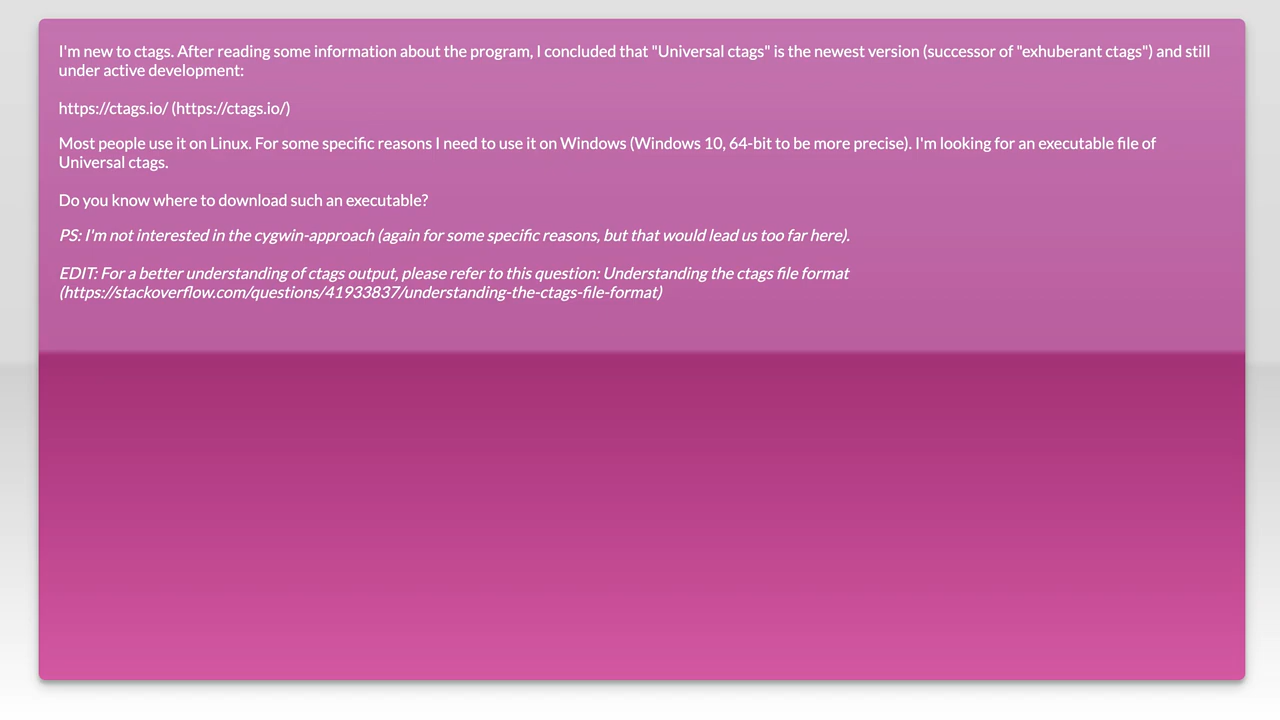 I'm new to ctags. After reading some information about the program, I concluded that "Universal ctags" is the newest version (successor of "exhuberant ctags") and still
under active development:
https://ctags.io/ (https://ctags.io/)
Most people use it on Linux. For some specific reasons I need to use it on Windows (Windows 10, 64-bit to be more precise). I'm looking for an executable file of
Universal ctags.
Do you know where to download such an executable?
PS: I'm not interested in the cygwin-approach (again for some specific reasons, but that would lead us too far here).
EDIT: For a better understanding of ctags output, please refer to this question: Understanding the ctags file format
(https://stackoverflow.com/questions/41933837/understanding-the-ctags-file-format)